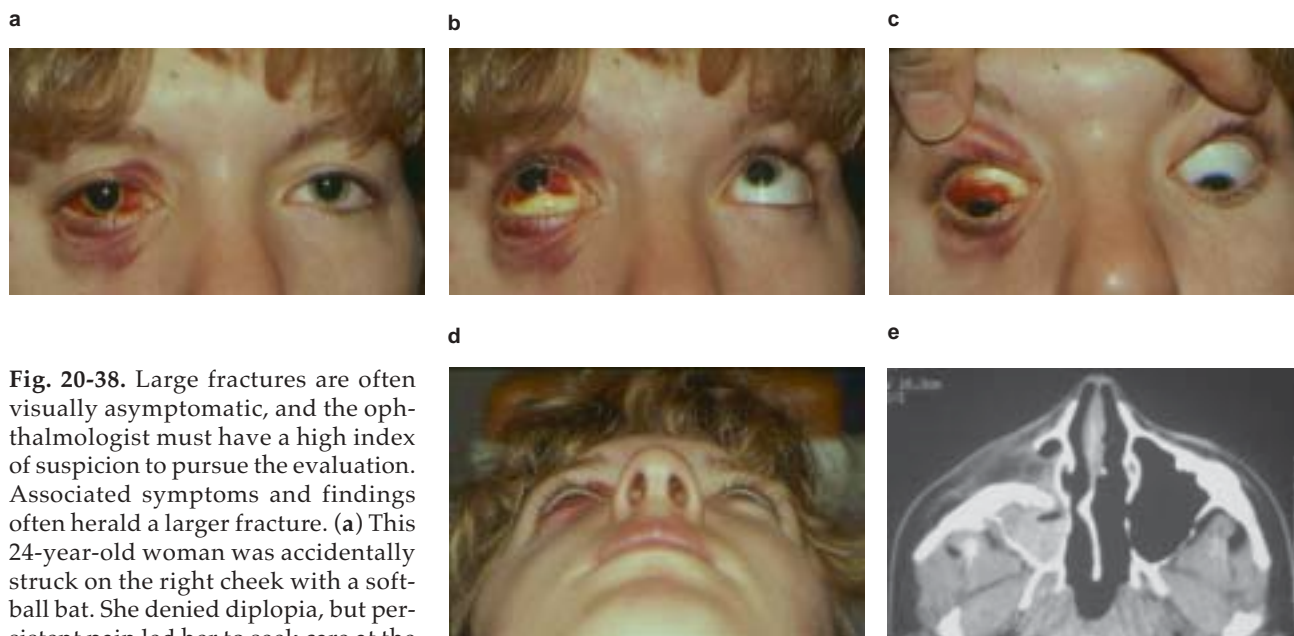 a
b
c
d
e
Fig. 20-38. Large fractures are often
visually asymptomatic, and the oph-
thalmologist must have a high index
of suspicion to pursue the evaluation.
Associated symptoms and findings
often herald a larger fracture. (a) This
24-year-old woman was accidentally
struck on the right cheek with a soft-
ball bat. She denied diplopia, but per-